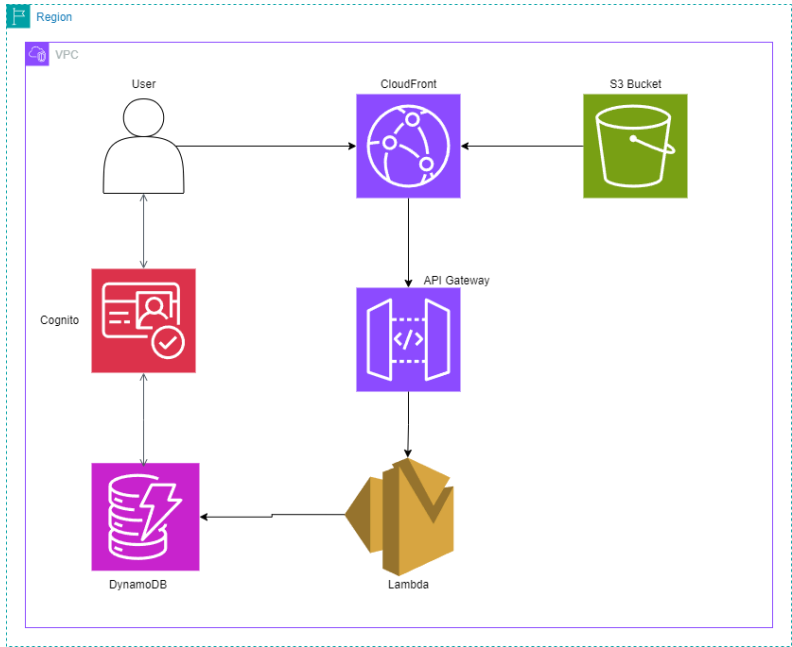 Region
VPC
User
CloudFront
S3 Bucket
API Gateway
</>
Cognito
DynamoDB
Lambda